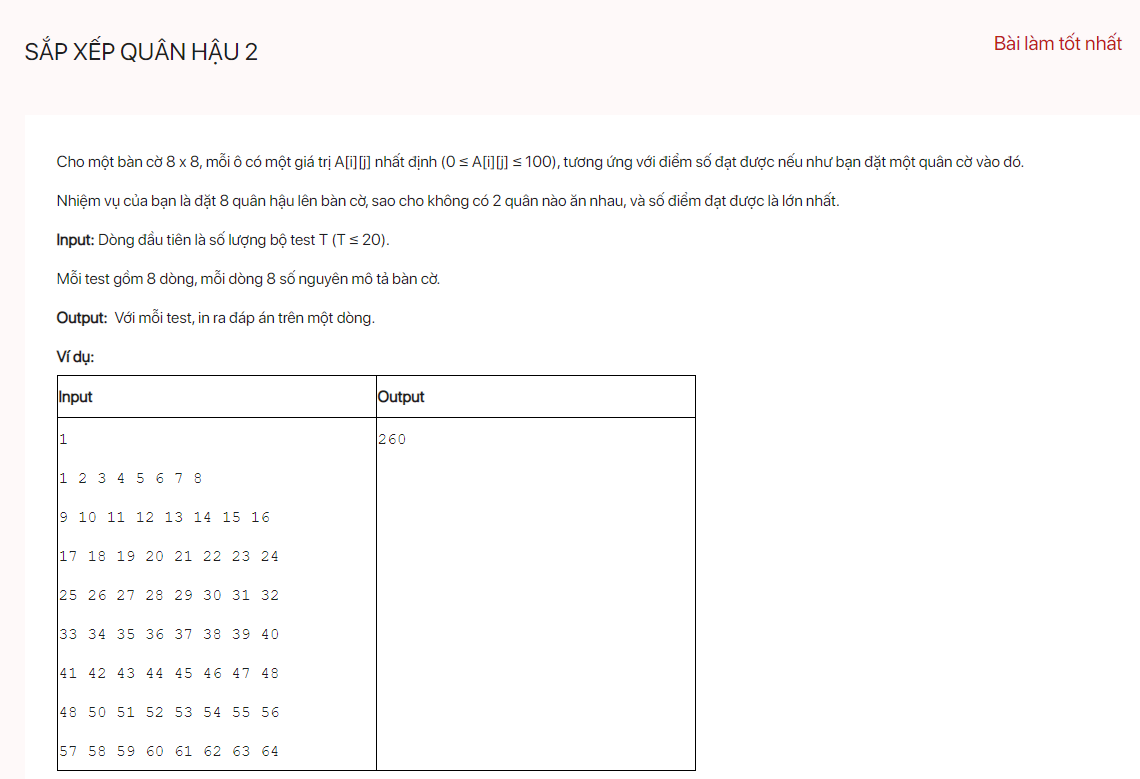 SẮP XẾP QUÂN HẬU 2
Bài làm tốt nhất
Cho một bàn cờ 8 x 8, mỗi ô có một giá trị A[i][j] nhất định (0 ≤ A[i][j] ≤ 100), tương ứng với điểm số đạt được nếu như bạn đặt một quân cờ vào đó.
Nhiệm vụ của bạn là đặt 8 quân hậu lên bàn cờ, sao cho không có 2 quân nào ăn nhau, và số điểm đạt được là lớn nhất.
Input: Dòng đầu tiên là số lượng bộ test T (T ≤ 20).
Mỗi test gồm 8 dòng, mỗi dòng 8 số nguyên mô tả bàn cờ.
Output: Với mỗi test, in ra đáp án trên một dòng.
Ví dụ:
Input Output
1 260
1 2 3 4 5 6 7 8
9 10 11 12 13 14 15 16
17 18 19 20 21 22 23 24
25 26 27 28 29 30 31 32
33 34 35 36 37 38 39 40
41 42 43 44 45 46 47 48
48 50 51 52 53 54 55 56
57 58 59 60 61 62 63 64